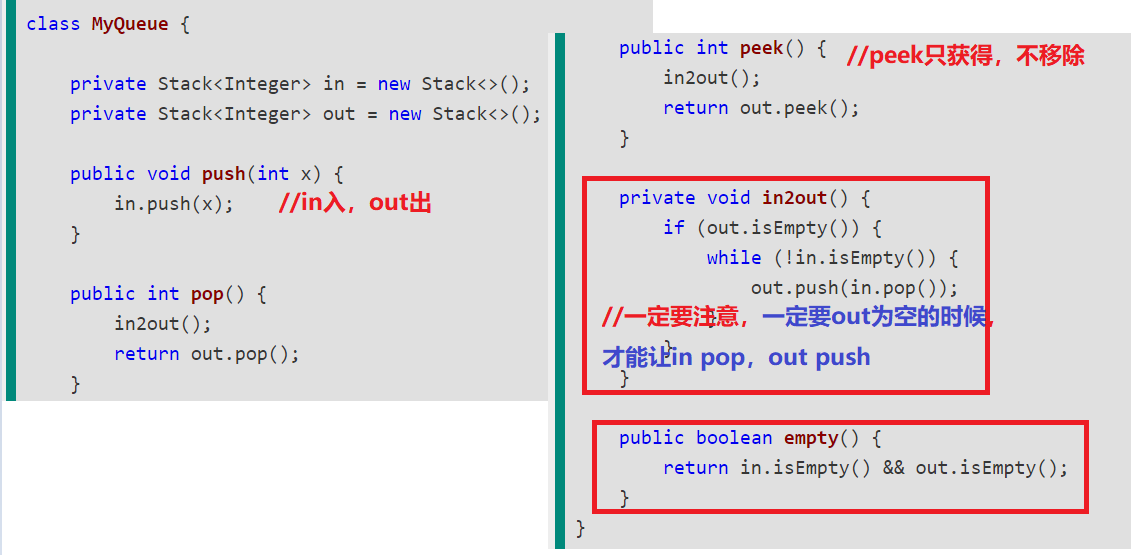 class MyQueue {
private Stack<Integer> in = new Stack<>();
private Stack<Integer> out = new Stack<>();
public void push(int x) {
in.push(x); //in入，out出
}
public int pop() {
in2out();
return out.pop();
}
public int peek() { //peek只获得，不移除
in2out();
return out.peek();
}
private void in2out() {
if (out.isEmpty()) {
while (!in.isEmpty()) {
out.push(in.pop());
}
//一定要注意，一定要out为空的时候，
}
才能让in pop，out push
}
public boolean empty() {
return in.isEmpty() && out.isEmpty();
}
}